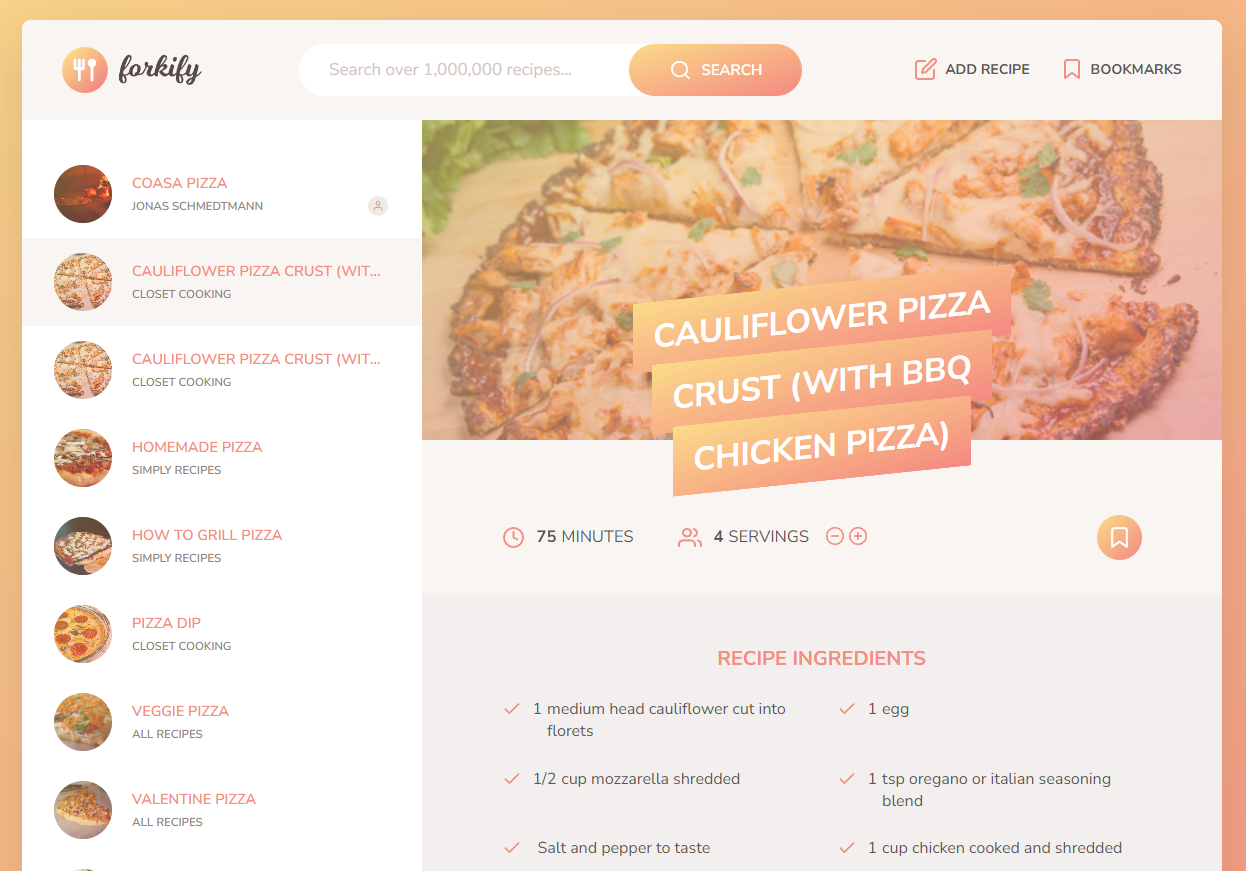 forkify
Search over 1,000,000 recipes...
SEARCH
ADD RECIPE
BOOKMARKS
COASA PIZZA
JONAS SCHMEDTMANN
CAULIFLOWER PIZZA CRUST (WIT...
CLOSET COOKING
CAULIFLOWER PIZZA CRUST (WIT...
CLOSET COOKING
HOMEMADE PIZZA
SIMPLY RECIPES
HOW TO GRILL PIZZA
SIMPLY RECIPES
PIZZA DIP
CLOSET COOKING
VEGGIE PIZZA
ALL RECIPES
VALENTINE PIZZA
ALL RECIPES
CAULIFLOWER PIZZA
CRUST (WITH BBQ
CHICKEN PIZZA)
75 MINUTES
4 SERVINGS
RECIPE INGREDIENTS
1 medium head cauliflower cut into
florets
1 egg
1/2 cup mozzarella shredded
1 tsp oregano or italian seasoning
blend
Salt and pepper to taste
1 cup chicken cooked and shredded